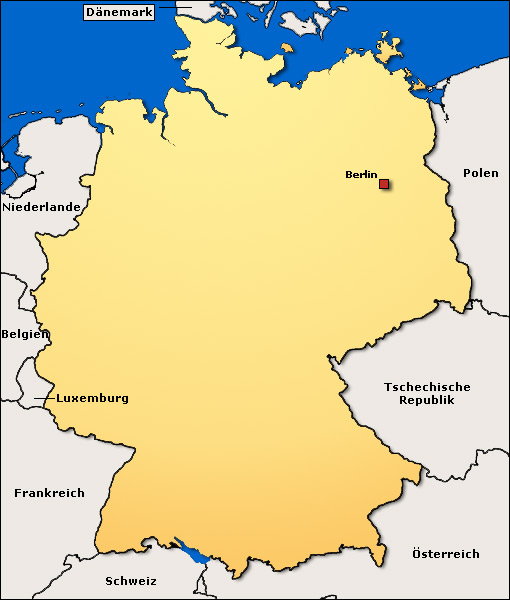 Dänemark
Berlin
Polen
Niederlande
Belgien
Luxemburg
Tschechische
Republik
Frankreich
Österreich
Schweiz